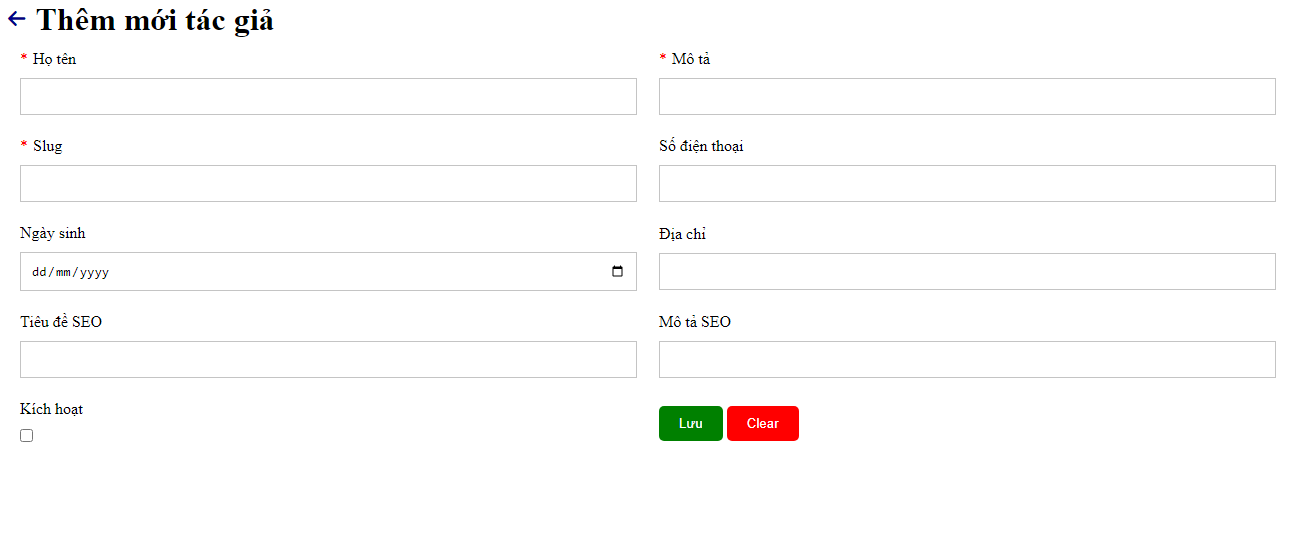 Thêm mới tác giả
* Họ tên
* Mô tả
* Slug
Số điện thoại
Ngày sinh
Địa chỉ
dd/mm/yyyy
Tiêu đề SEO
Mô tả SEO
Kích hoạt
Lưu Clear